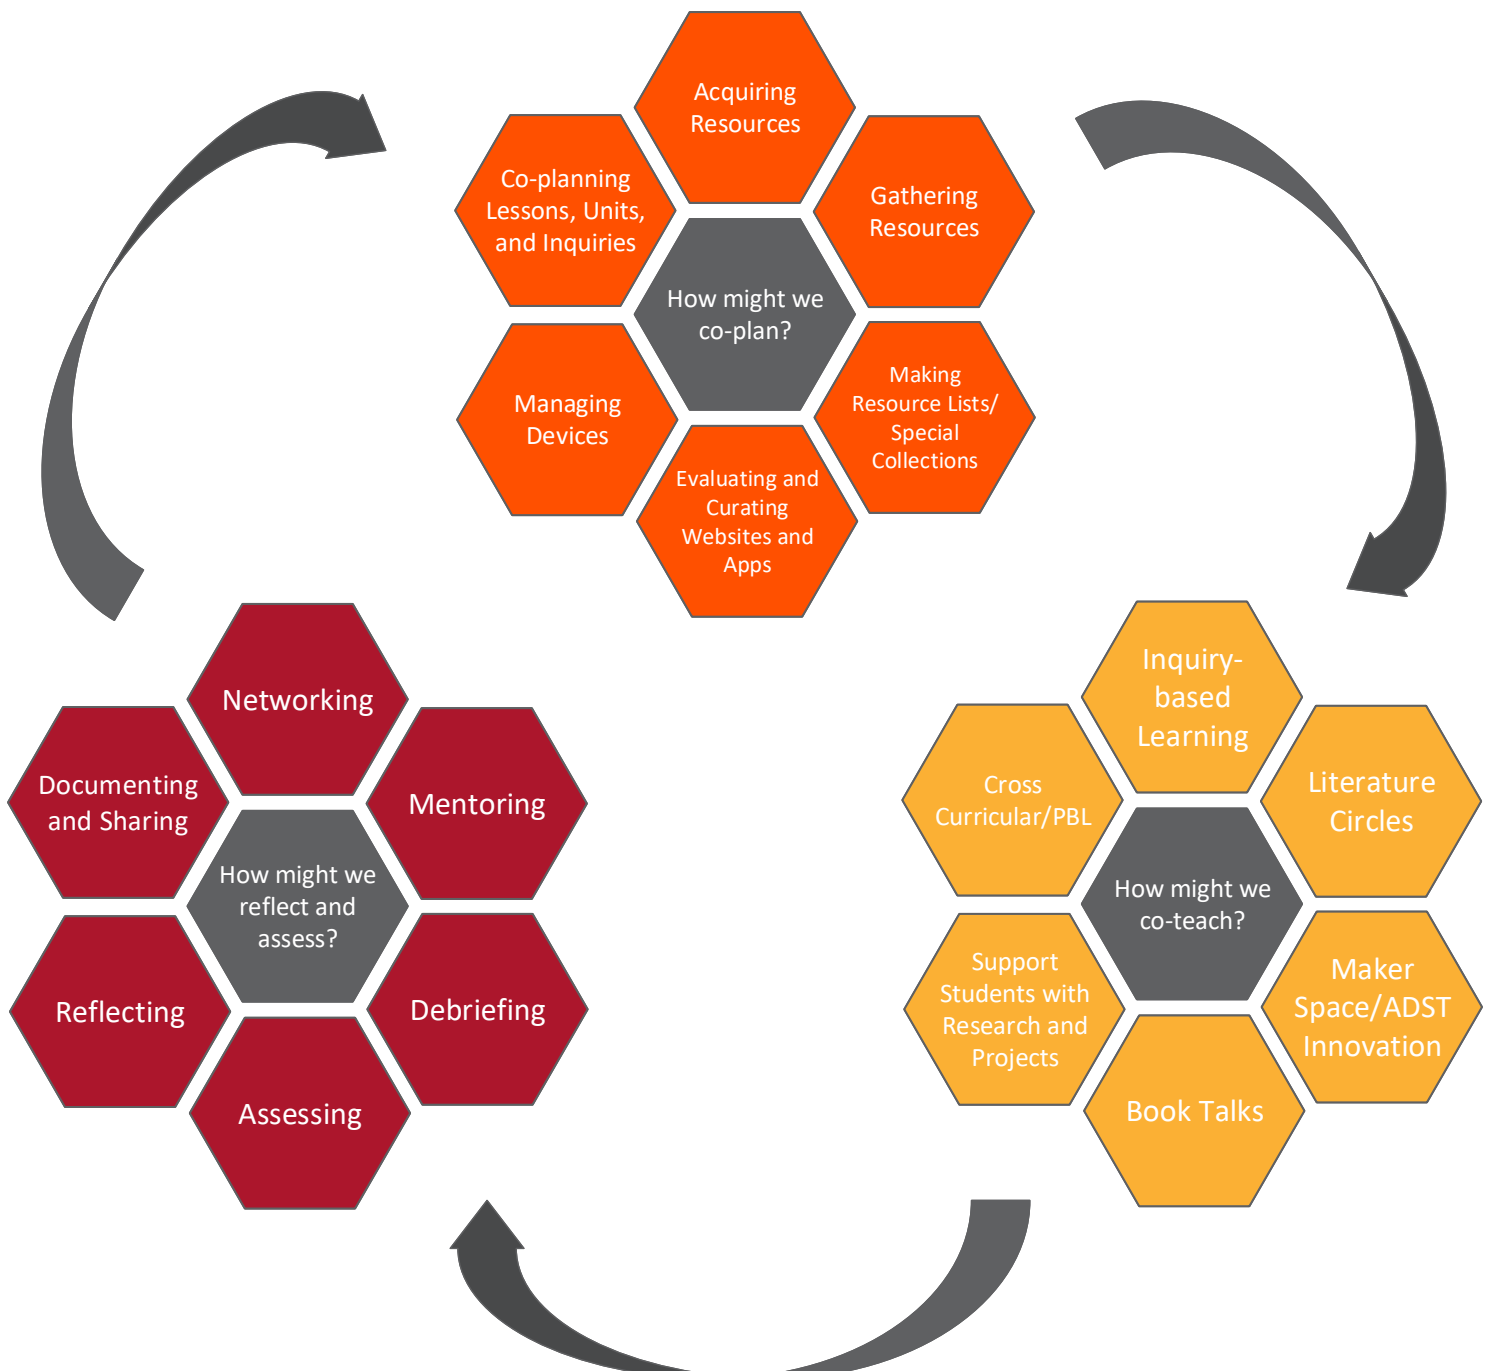 Acquiring
Resources
Co-planning
Lessons, Units,
and Inquiries
Gathering
Resources
How might we
co-plan?
Managing
Devices
Making
Resource Lists/
Special
Collections
Evaluating and
Curating
Websites and
Apps
Networking
Documenting
and Sharing
Mentoring
How might we
reflect and
assess?
Reflecting
Debriefing
Assessing
Inquiry-
based
Learning
Cross
Curricular/PBL
Literature
Circles
How might we
co-teach?
Support
Students with
Research and
Projects
Maker
Space/ADST
Innovation
Book Talks